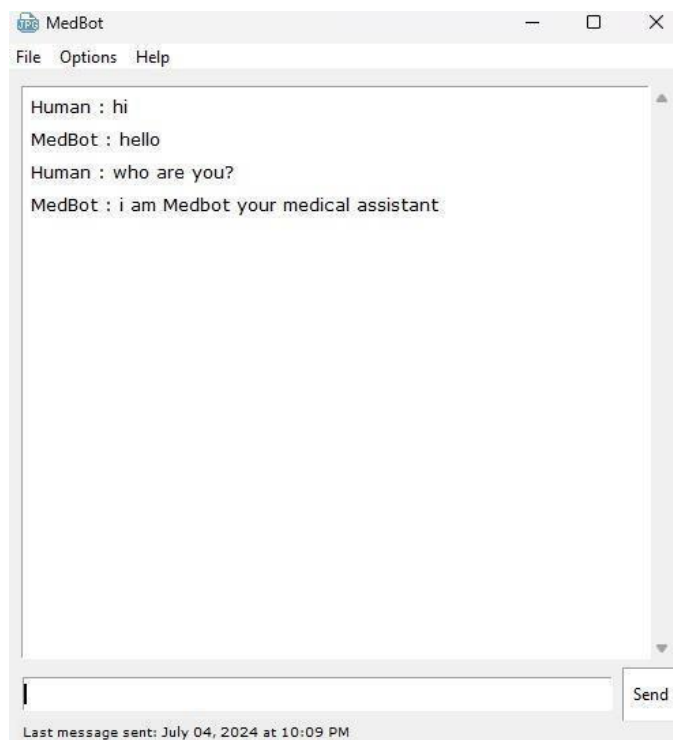 MedBot
File Options Help
Human : hi
MedBot : hello
Human : who are you?
MedBot : i am Medbot your medical assistant
Send
Last message sent: July 04, 2024 at 10:09 PM